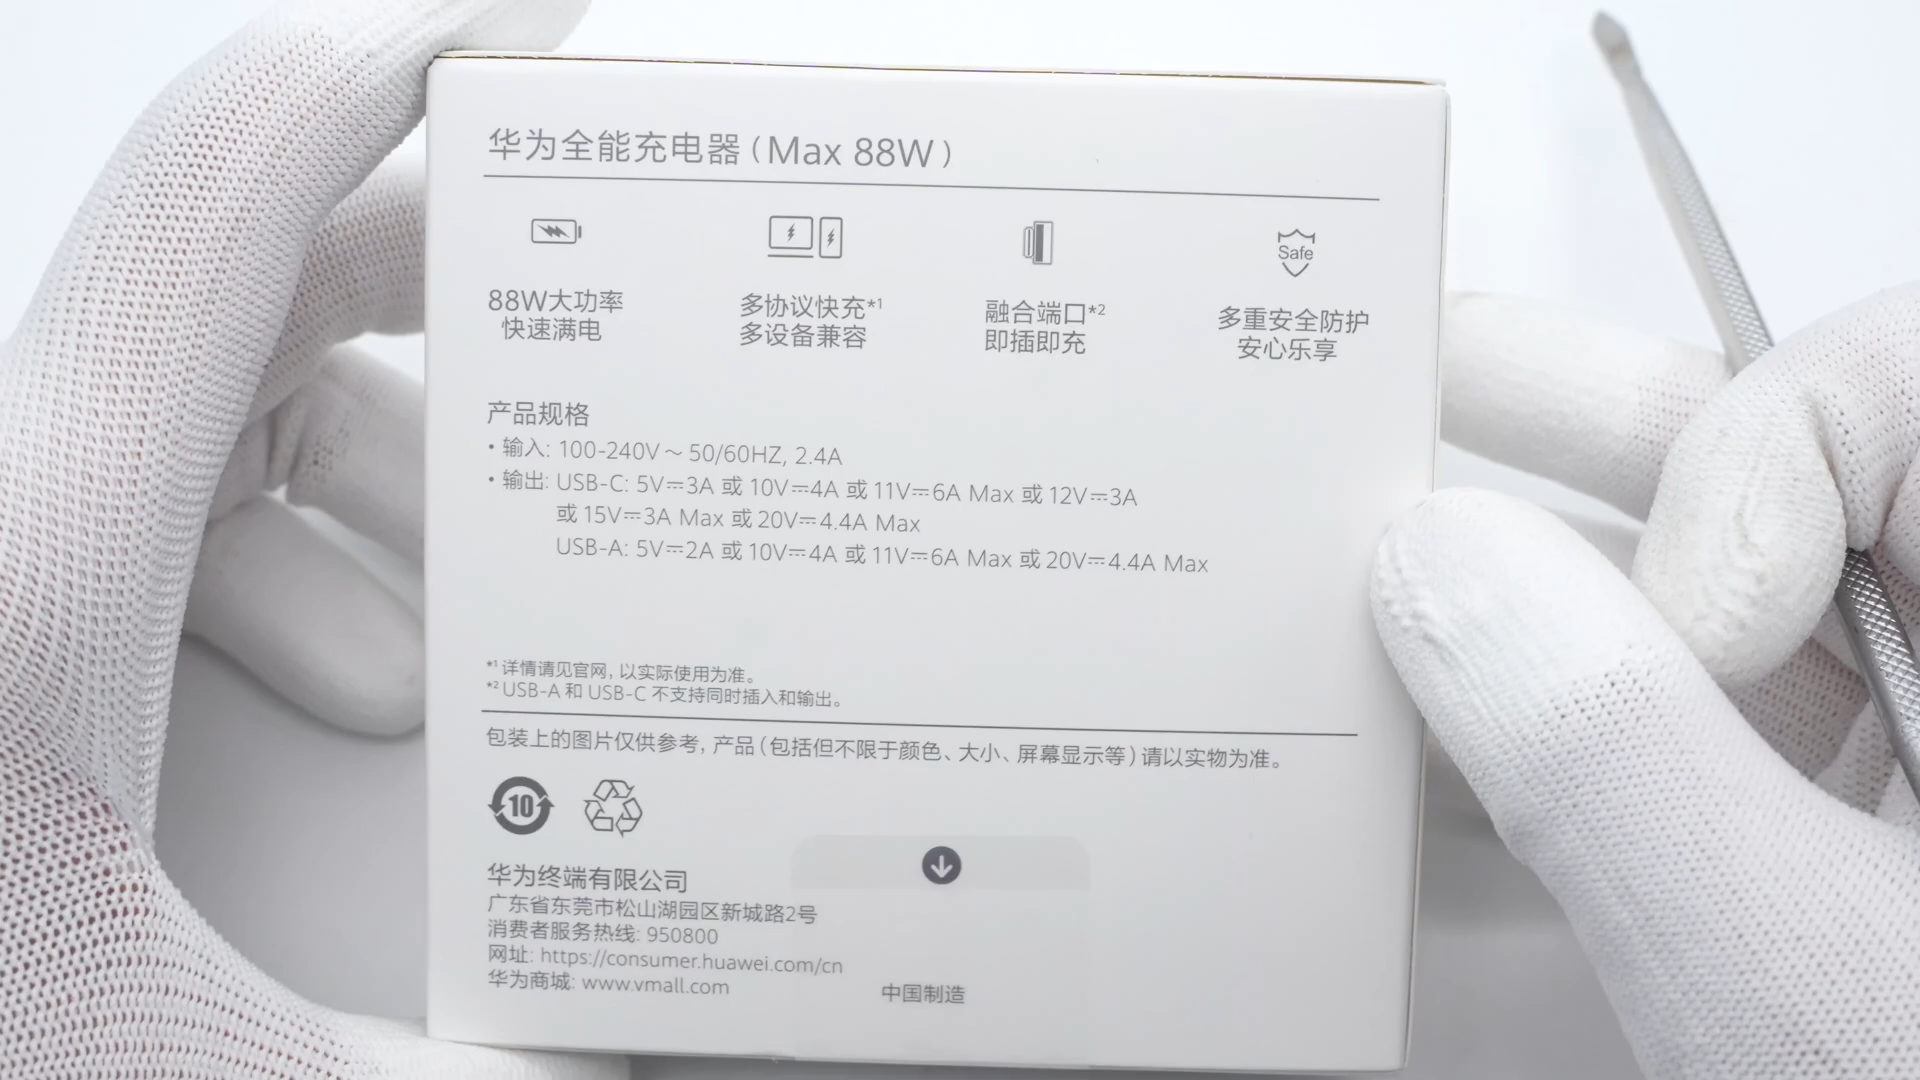 华为全能充电器(Max 88W)
Safe
88W大功率
快速满电
多协议快充*1
多设备兼容
融合端口*2
即插即充
多重安全防护
安心乐享
产品规格
• 输入: 100-240V～50/60HZ, 2.4A
• 输出: USB-C: 5V⎓3A 或 10V⎓4A 或 11V⎓6A Max 或 12V⎓3A
或 15V⎓3A Max 或 20V⎓4.4A Max
USB-A: 5V⎓2A 或 10V⎓4A 或 11V⎓6A Max 或 20V⎓4.4A Max
*1 详情请见官网, 以实际使用为准。
*2 USB-A 和 USB-C 不支持同时插入和输出。
包装上的图片仅供参考, 产品(包括但不限于颜色、大小、屏幕显示等)请以实物为准。
10
华为终端有限公司
广东省东莞市松山湖园区新城路2号
消费者服务热线: 950800
网址: https://consumer.huawei.com/cn
华为商城: www.vmall.com
中国制造